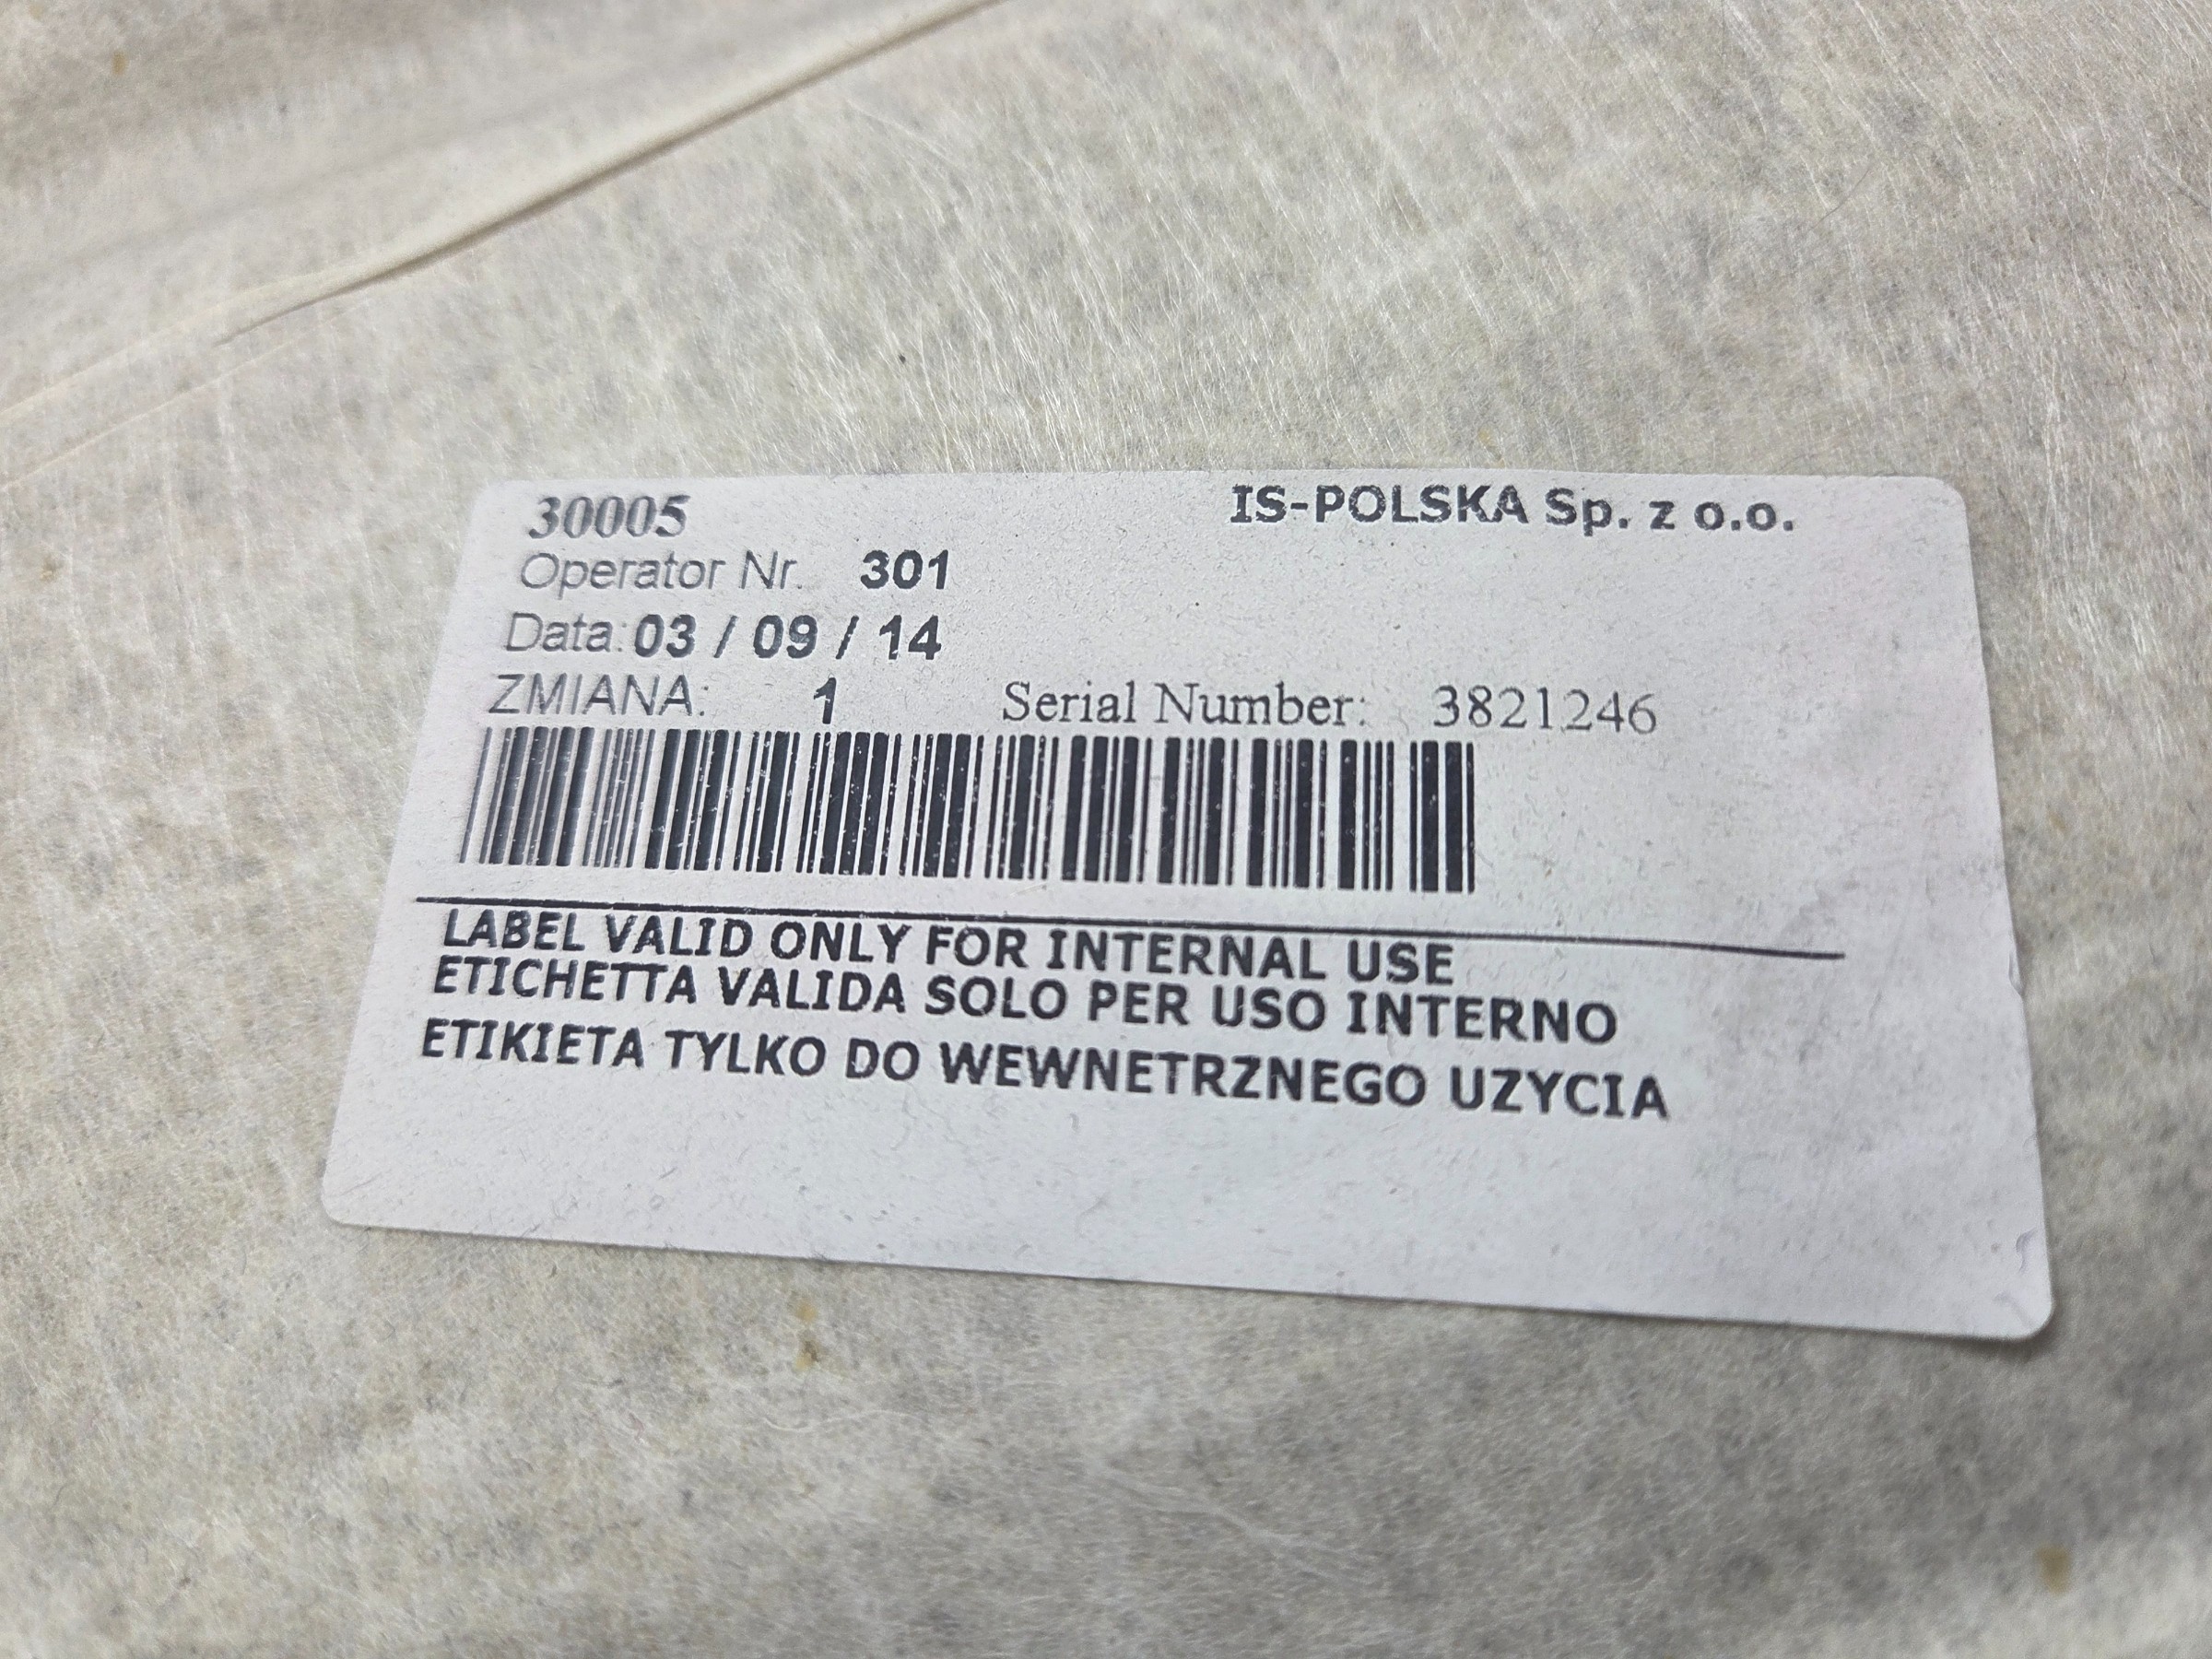 30005 IS-POLSKA Sp. z o.o.
Operator Nr. 301
Data: 03 / 09 / 14
ZMIANA: 1 Serial Number: 3821246
LABEL VALID ONLY FOR INTERNAL USE
ETICHETTA VALIDA SOLO PER USO INTERNO
ETIKIETA TYLKO DO WEWNETRZNEGO UZYCIA